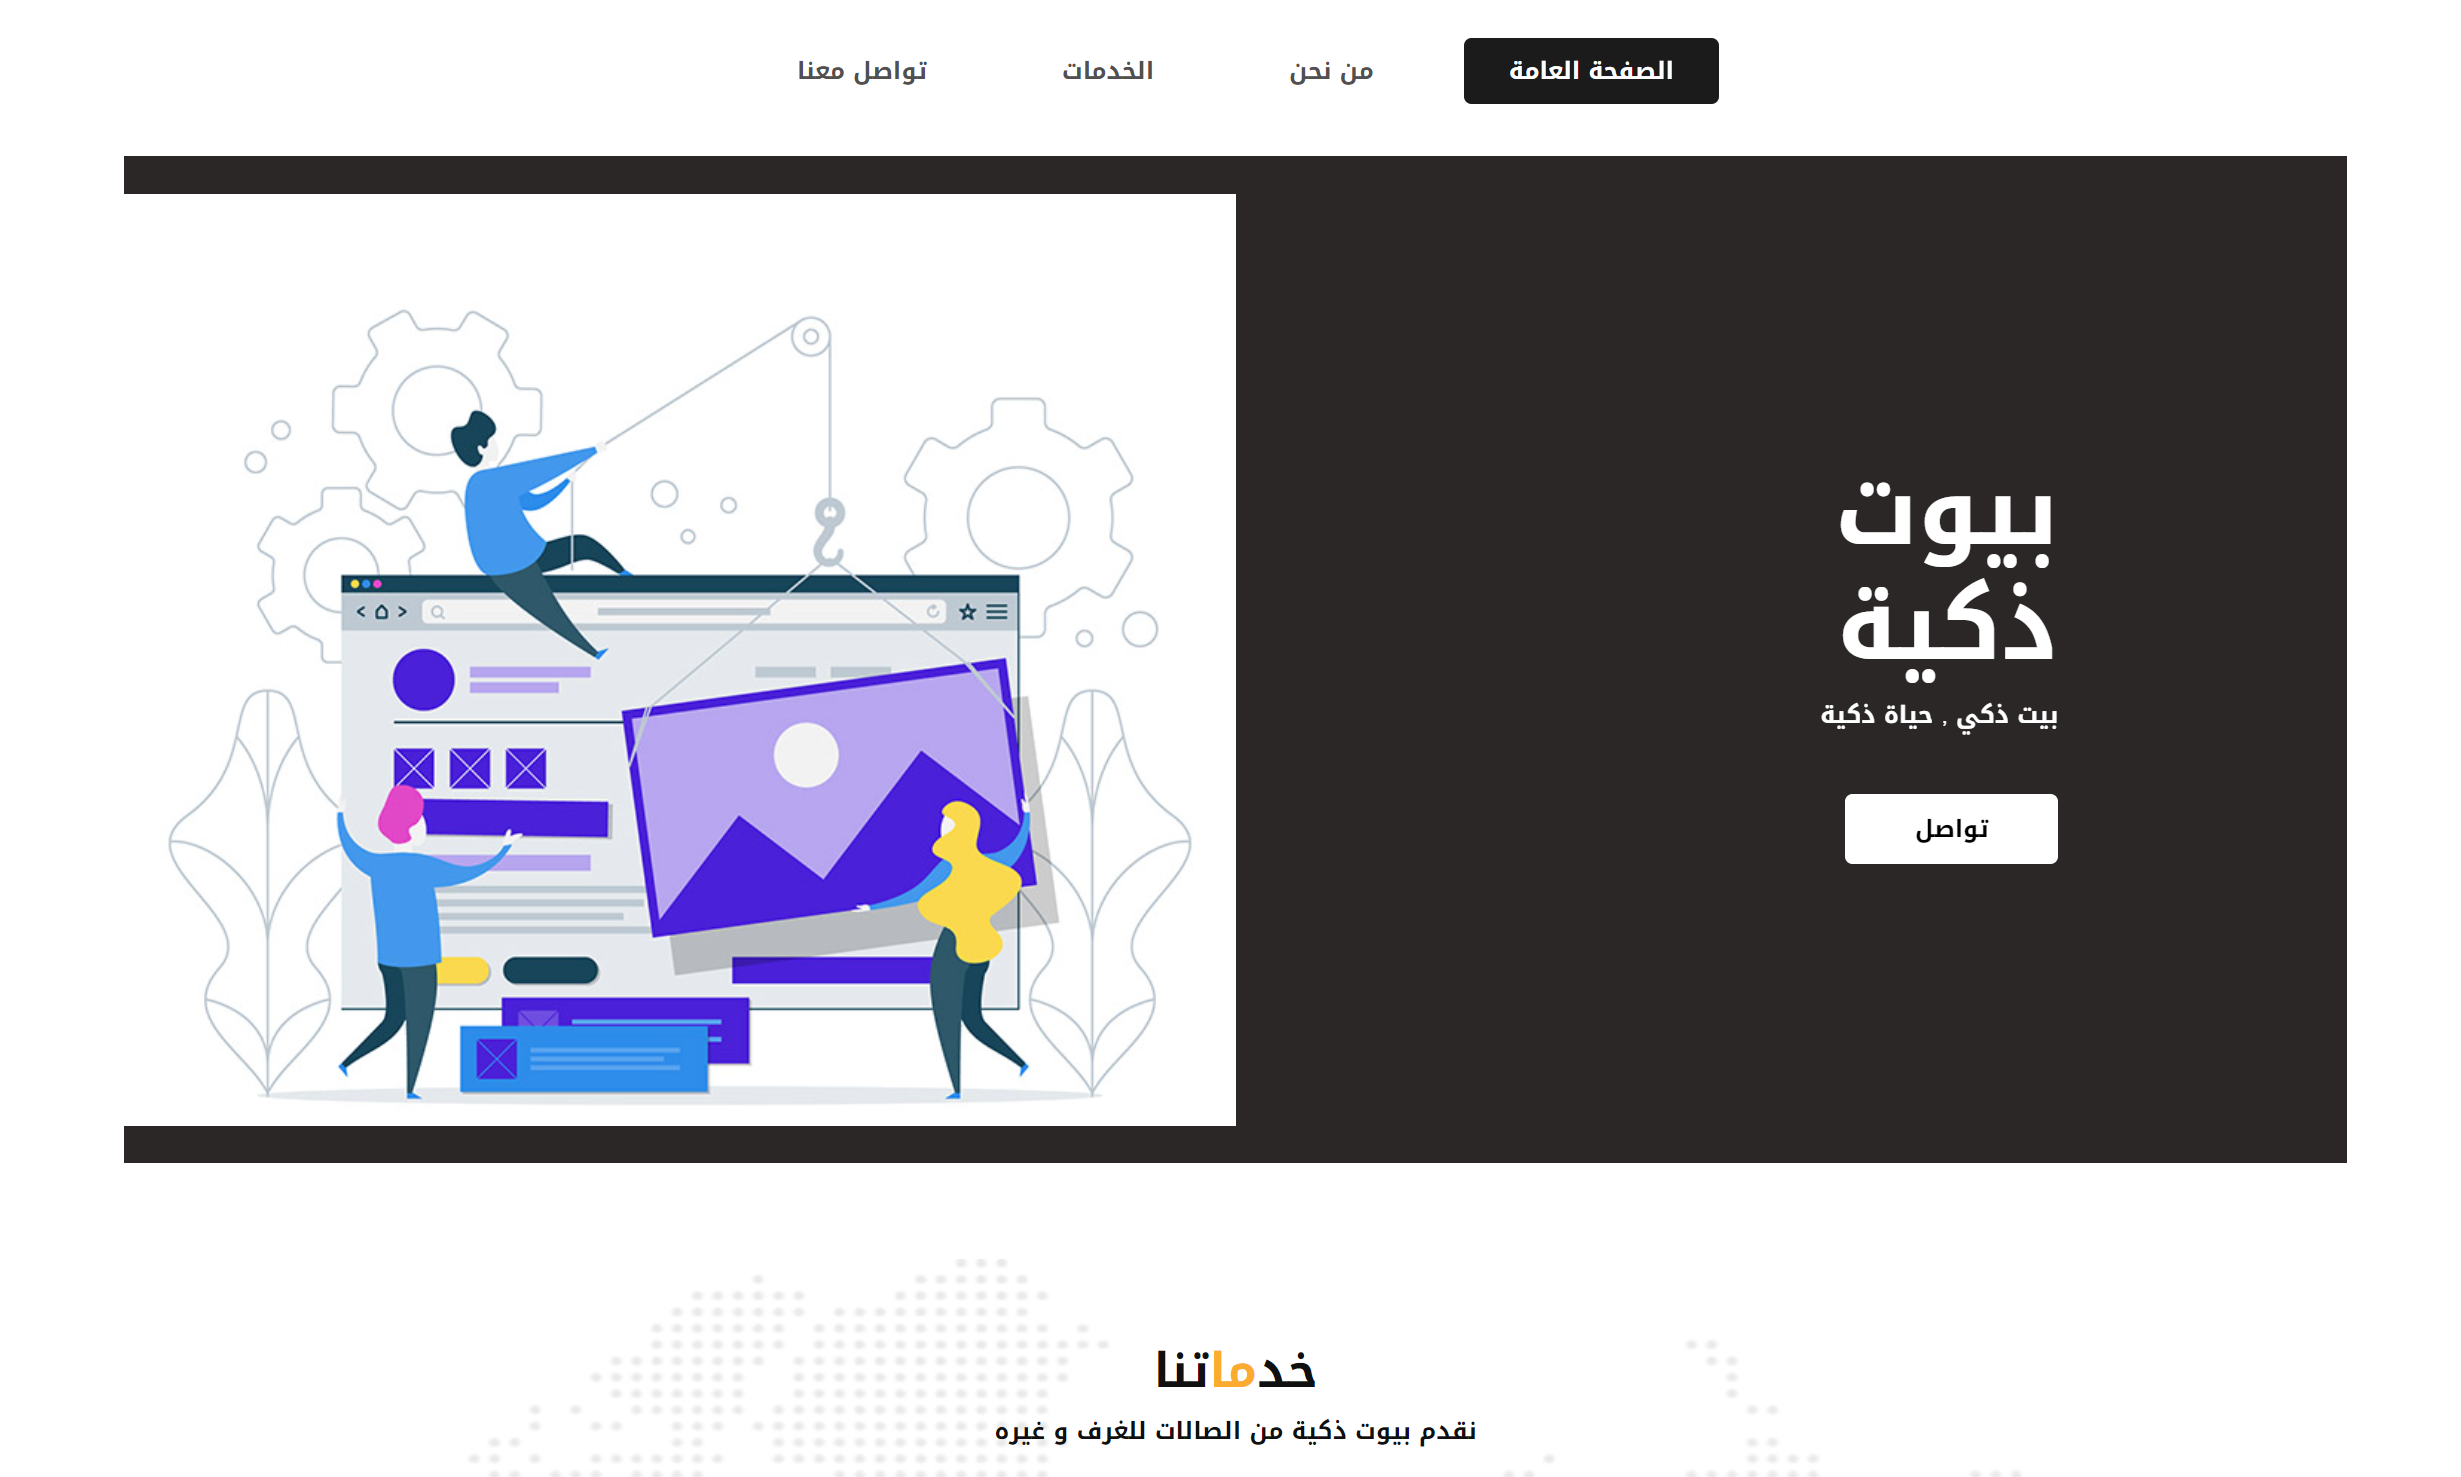 الصفحة العامة
من نحن
الخدمات
تواصل معنا
بيوت
ذكية
بيت ذكي , حياة ذكية
تواصل
خدماتنا
نقدم بيوت ذكية من الصالات للغرف و غيره